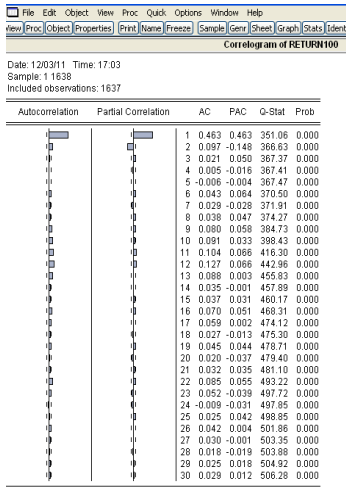 File Edit Object View Proc Quick Options Window Help
View Proc Object Properties Print Name Freeze Sample Genr Sheet Graph Stats Ident
Correlogram of RETURN100
Date: 12/03/11 Time: 17:03
Sample: 1 1638
Included observations: 1637
Autocorrelation Partial Correlation AC PAC Q-Stat Prob
1 0.463 0.463 351.06 0.000
2 0.097 -0.148 366.63 0.000
3 0.021 0.050 367.37 0.000
4 0.005 -0.016 367.41 0.000
5 -0.006 -0.004 367.47 0.000
6 0.043 0.064 370.50 0.000
7 0.029 -0.028 371.91 0.000
8 0.038 0.047 374.27 0.000
9 0.080 0.058 384.73 0.000
10 0.091 0.033 398.43 0.000
11 0.104 0.066 416.30 0.000
12 0.127 0.066 442.96 0.000
13 0.088 0.003 455.83 0.000
14 0.035 -0.001 457.89 0.000
15 0.037 0.031 460.17 0.000
16 0.070 0.051 468.31 0.000
17 0.059 0.002 474.12 0.000
18 0.027 -0.013 475.30 0.000
19 0.045 0.044 478.71 0.000
20 0.020 -0.037 479.40 0.000
21 0.032 0.035 481.10 0.000
22 0.085 0.055 493.22 0.000
23 0.052 -0.039 497.72 0.000
24 -0.009 -0.031 497.85 0.000
25 0.025 0.042 498.85 0.000
26 0.042 0.004 501.86 0.000
27 0.030 -0.001 503.35 0.000
28 0.018 -0.019 503.88 0.000
29 0.025 0.018 504.92 0.000
30 0.029 0.012 506.28 0.000